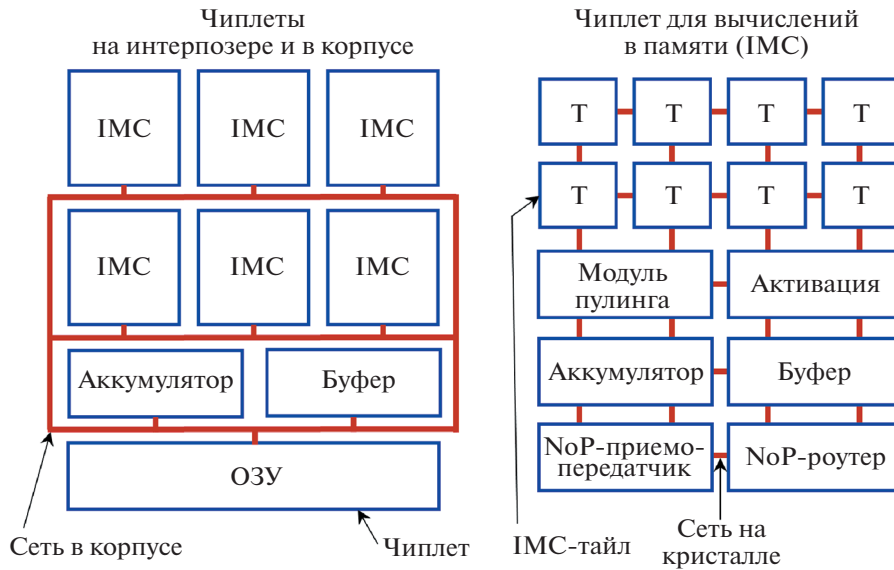 Чиплеты
на интерпозере и в корпусе
IMC
IMC
IMC
IMC
IMC
IMC
Аккумулятор
Буфер
ОЗУ
Сеть в корпусе
Чиплет
Чиплет для вычислений
в памяти (IMC)
Т
Т
Т
Т
Т
Т
Т
Т
Модуль
пулинга
Активация
Аккумулятор
Буфер
NoP-приемо-
передатчик
NoP-роутер
IMC-тайл
Сеть на
кристалле